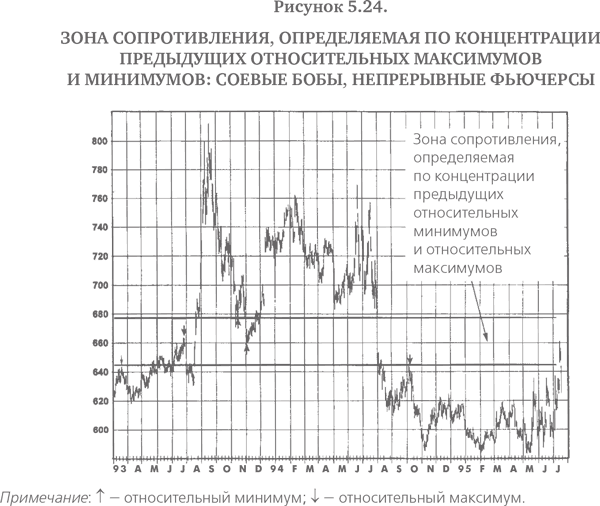 Рисунок 5.24.
ЗОНА СОПРОТИВЛЕНИЯ, ОПРЕДЕЛЯЕМАЯ ПО КОНЦЕНТРАЦИИ
ПРЕДЫДУЩИХ ОТНОСИТЕЛЬНЫХ МАКСИМУМОВ
И МИНИМУМОВ: СОЕВЫЕ БОБЫ, НЕПРЕРЫВНЫЕ ФЬЮЧЕРСЫ
Зона сопротивления,
определяемая
по концентрации
предыдущих
относительных
минимумов
и относительных
максимумов
800
780
760
740
720
700
680
660
640
620
600
93 A M J J A S O N D 94 F M A M J J A S O N D 95 F M A M J J
Примечание: ↑ – относительный минимум; ↓ – относительный максимум.